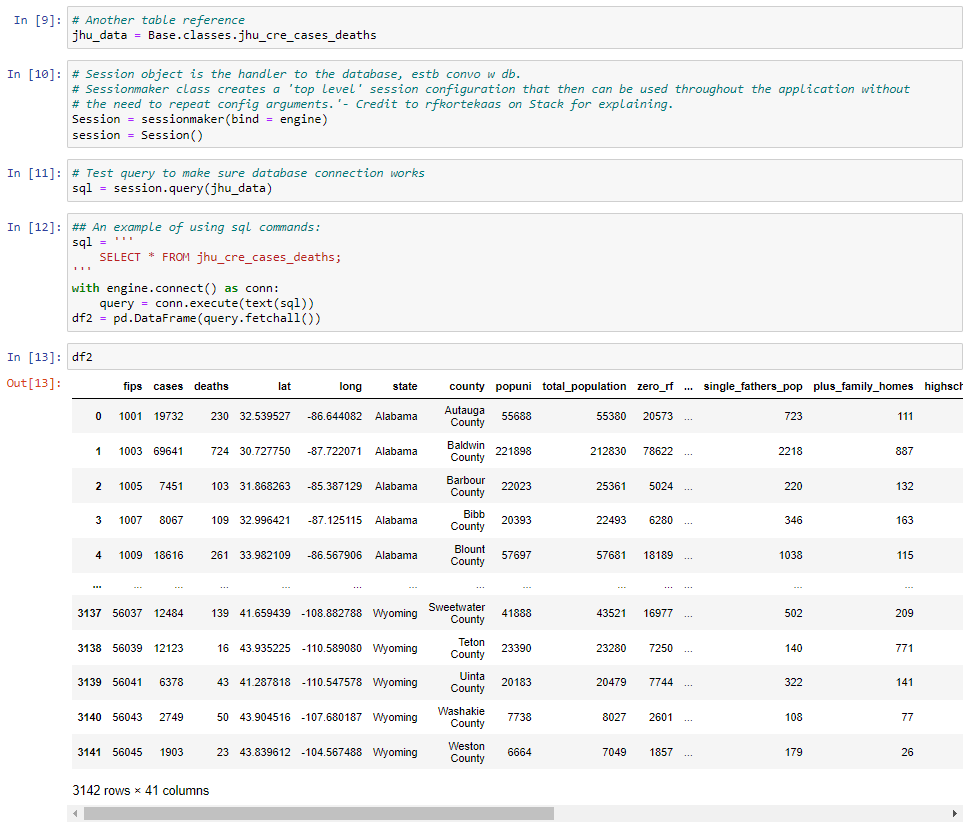 In [9]: # Another table reference
jhu_data = Base.classes.jhu_cre_cases_deaths
In [10]: # Session object is the handler to the database, estb convo w db.
# Sessionmaker class creates a 'top level' session configuration that then can be used throughout the application without
# the need to repeat config arguments.'- Credit to rfkortekaas on Stack for explaining.
Session = sessionmaker(bind = engine)
session = Session()
In [11]: # Test query to make sure database connection works
sql = session.query(jhu_data)
In [12]: ## An example of using sql commands:
sql = '''
SELECT * FROM jhu_cre_cases_deaths;
'''
with engine.connect() as conn:
query = conn.execute(text(sql))
df2 = pd.DataFrame(query.fetchall())
In [13]: df2
Out[13]:
fips cases deaths lat long state county popuni total_population zero_rf ... single_fathers_pop plus_family_homes highsch
0 1001 19732 230 32.539527 -86.644082 Alabama Autauga County 55688 55380 20573 ... 723 111
1 1003 69641 724 30.727750 -87.722071 Alabama Baldwin County 221898 212830 78622 ... 2218 887
2 1005 7451 103 31.868263 -85.387129 Alabama Barbour County 22023 25361 5024 ... 220 132
3 1007 8067 109 32.996421 -87.125115 Alabama Bibb County 20393 22493 6280 ... 346 163
4 1009 18616 261 33.982109 -86.567906 Alabama Blount County 57697 57681 18189 ... 1038 115
... ... ... ... ... ... ... ... ... ... ... ... ... ...
3137 56037 12484 139 41.659439 -108.882788 Wyoming Sweetwater County 41888 43521 16977 ... 502 209
3138 56039 12123 16 43.935225 -110.589080 Wyoming Teton County 23390 23280 7250 ... 140 771
3139 56041 6378 43 41.287818 -110.547578 Wyoming Uinta County 20183 20479 7744 ... 322 141
3140 56043 2749 50 43.904516 -107.680187 Wyoming Washakie County 7738 8027 2601 ... 108 77
3141 56045 1903 23 43.839612 -104.567488 Wyoming Weston County 6664 7049 1857 ... 179 26
3142 rows × 41 columns